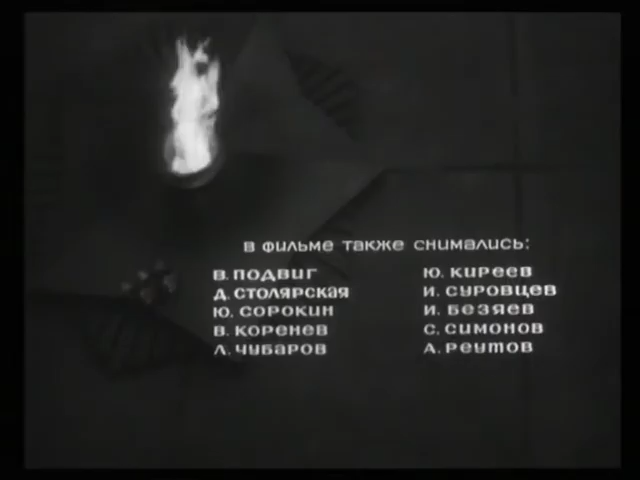 В ФИЛЬМЕ ТАКЖЕ СНИМАЛИСЬ:
В. ПОДВИГ
Д. СТОЛЯРСКАЯ
Ю. СОРОКИН
В. КОРЕНЕВ
Л. ЧУБАРОВ
Ю. КИРЕЕВ
И. СУРОВЦЕВ
И. БЕЗЯЕВ
С. СИМОНОВ
А. РЕУТОВ